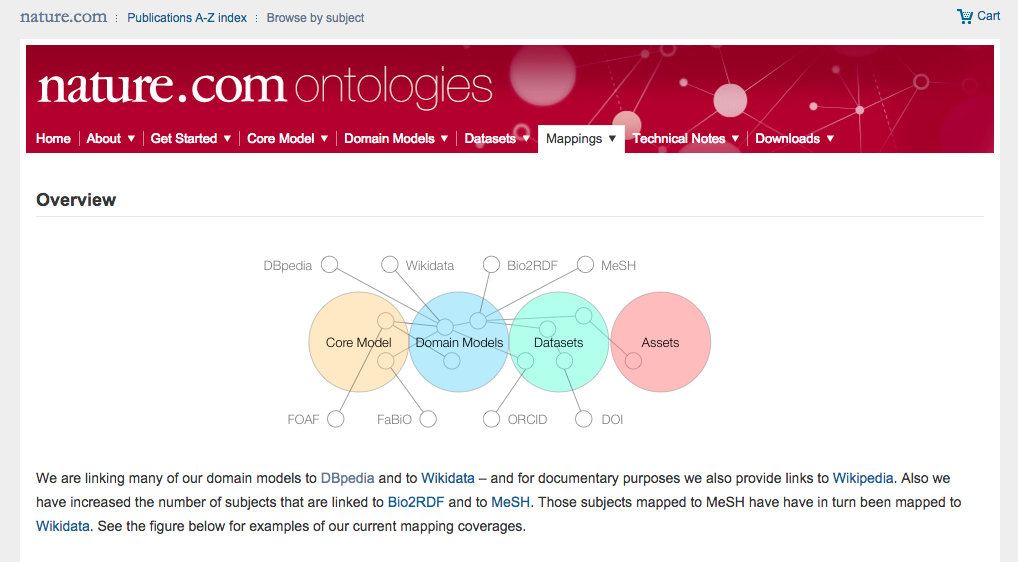 nature.com : Publications A-Z index : Browse by subject Cart
nature.com ontologies
Home About ▼ Get Started ▼ Core Model ▼ Domain Models ▼ Datasets ▼ Mappings ▼ Technical Notes ▼ Downloads ▼
Overview
DBpedia Wikidata Bio2RDF MeSH
Core Model Domain Models Datasets Assets
FOAF FaBiO ORCID DOI
We are linking many of our domain models to DBpedia and to Wikidata – and for documentary purposes we also provide links to Wikipedia. Also we
have increased the number of subjects that are linked to Bio2RDF and to MeSH. Those subjects mapped to MeSH have have in turn been mapped to
Wikidata. See the figure below for examples of our current mapping coverages.